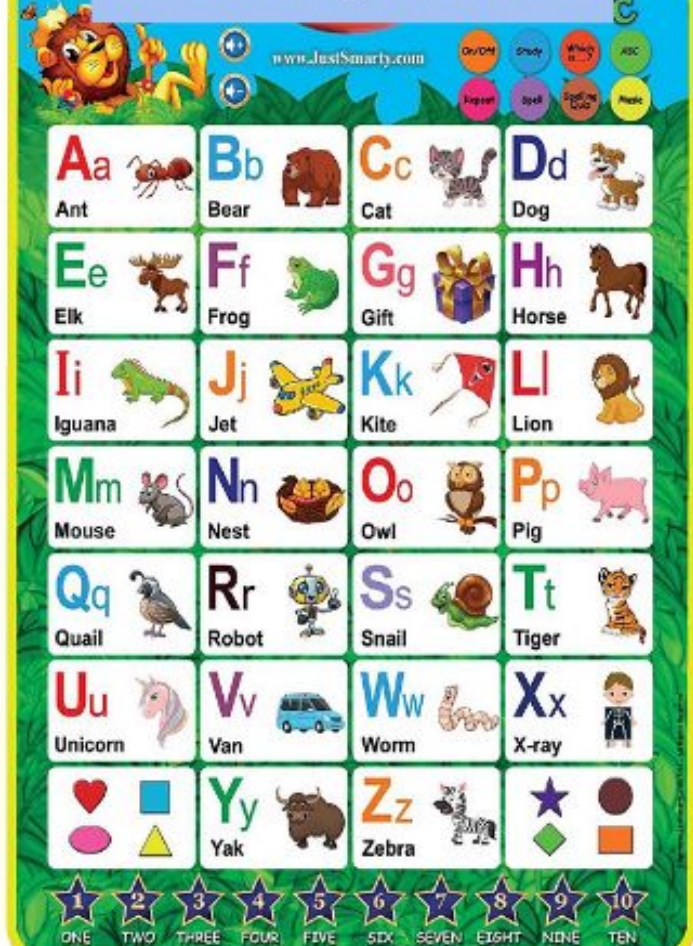 C
www.JustSmarty.com
On/Off Study Which is....? ABC
Repeat Spell Spelling Quiz Music
Aa Bb Cc Dd
Ant Bear Cat Dog
Ee Ff Gg Hh
Elk Frog Gift Horse
Ii Jj Kk Ll
Iguana Jet Kite Lion
Mm Nn Oo Pp
Mouse Nest Owl Pig
Qq Rr Ss Tt
Quail Robot Snail Tiger
Uu Vv Ww Xx
Unicorn Van Worm X-ray
Yy Zz
Yak Zebra
1 2 3 4 5 6 7 8 9 10
ONE TWO THREE FOUR FIVE SIX SEVEN EIGHT NINE TEN